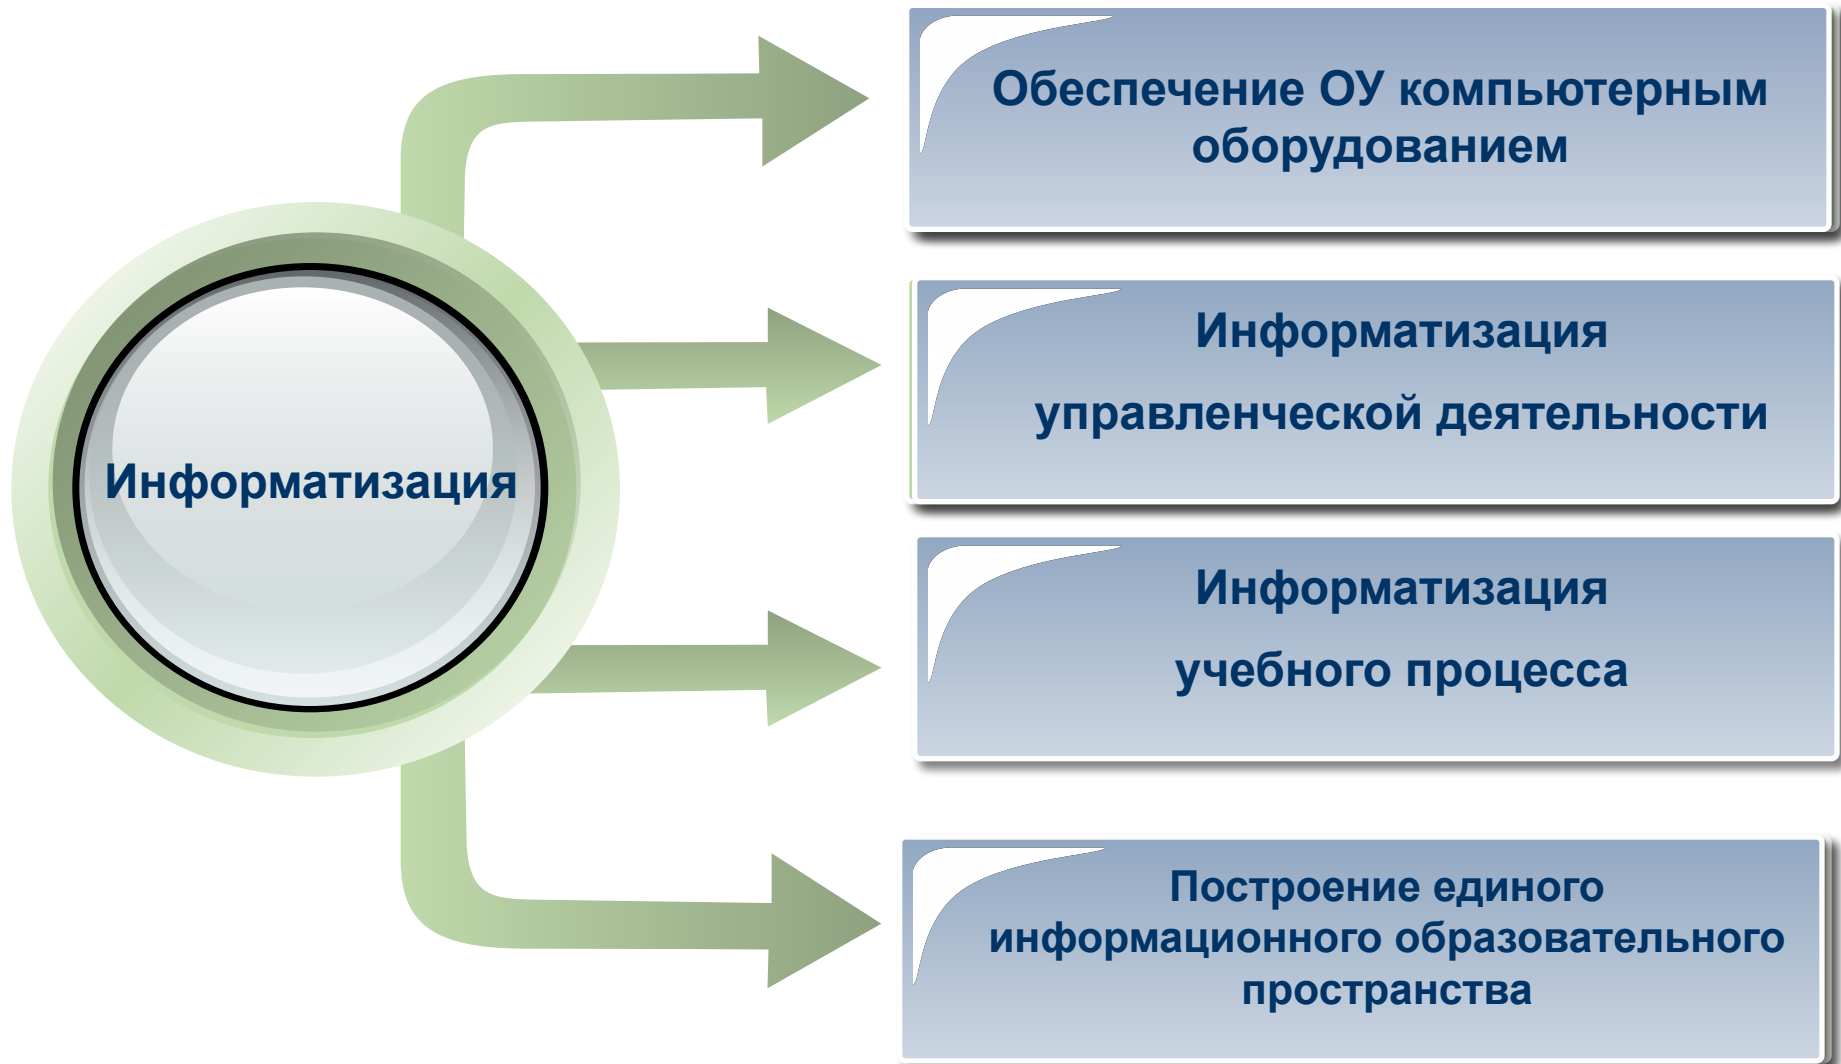 Обеспечение ОУ компьютерным
оборудованием
Информатизация
управленческой деятельности
Информатизация
Информатизация
учебного процесса
Построение единого
информационного образовательного
пространства